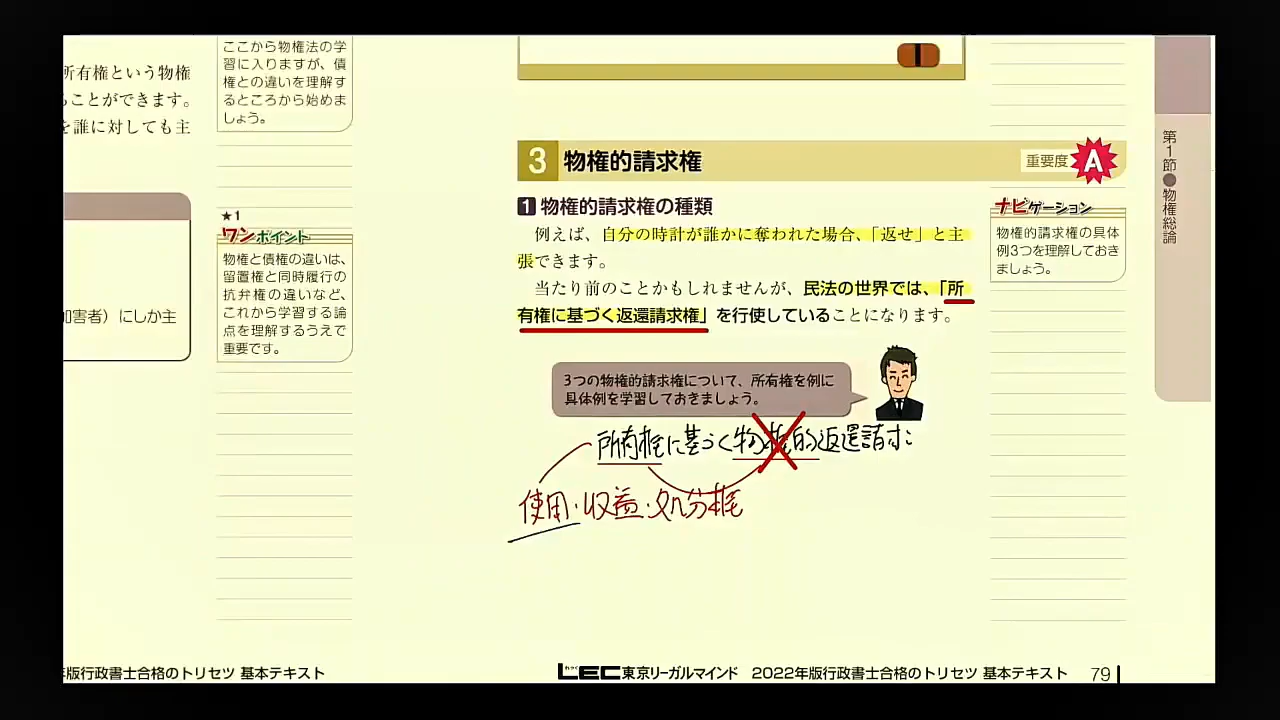 所有権という物権
ることができます。
を誰に対しても主
加害者）にしか主
ここから物権法の学
習に入りますが、債
権との違いを理解す
るところから始めま
しょう。
★1
ワンポイント
物権と債権の違いは、
留置権と同時履行の
抗弁権の違いなど、
これから学習する論
点を理解するうえで
重要です。
3 物権的請求権
重要度 A
1 物権的請求権の種類
例えば、自分の時計が誰かに奪われた場合、「返せ」と主
張できます。
当たり前のことかもしれませんが、民法の世界では、「所
有権に基づく返還請求権」を行使していることになります。
3つの物権的請求権について、所有権を例に
具体例を学習しておきましょう。
所有権に基づく物権的返還請求
使用・収益・処分権
ナビゲーション
物権的請求権の具体
例3つを理解しておき
ましょう。
第1節●物権総論
年版行政書士合格のトリセツ 基本テキスト
れっく LEC東京リーガルマインド 2022年版行政書士合格のトリセツ 基本テキスト 79